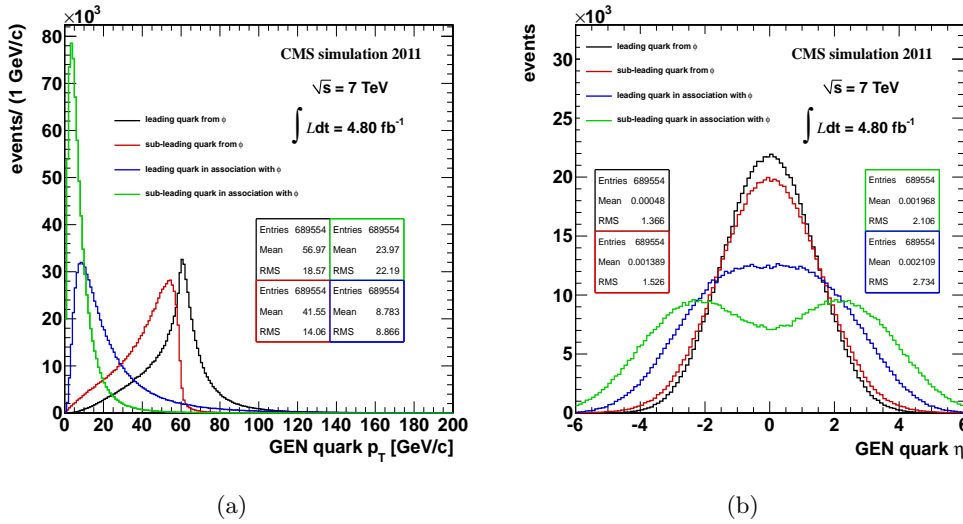 ×10³
events/ (1 GeV/c)
80
70
60
50
40
30
20
10
0
CMS simulation 2011
√s = 7 TeV
∫ Ldt = 4.80 fb⁻¹
leading quark from ϕ
sub-leading quark from ϕ
leading quark in association with ϕ
sub-leading quark in association with ϕ
Entries 689554 Entries 689554
Mean 56.97 Mean 23.97
RMS 18.57 RMS 22.19
Entries 689554 Entries 689554
Mean 41.55 Mean 8.783
RMS 14.06 RMS 8.866
0 20 40 60 80 100 120 140 160 180 200
GEN quark p_T [GeV/c]
(a)
×10³
events
30
25
20
15
10
5
0
CMS simulation 2011
√s = 7 TeV
∫ Ldt = 4.80 fb⁻¹
leading quark from ϕ
sub-leading quark from ϕ
leading quark in association with ϕ
sub-leading quark in association with ϕ
Entries 689554
Mean 0.00048
RMS 1.366
Entries 689554
Mean 0.001389
RMS 1.526
Entries 689554
Mean 0.001968
RMS 2.106
Entries 689554
Mean 0.002109
RMS 2.734
-6 -4 -2 0 2 4 6
GEN quark η
(b)